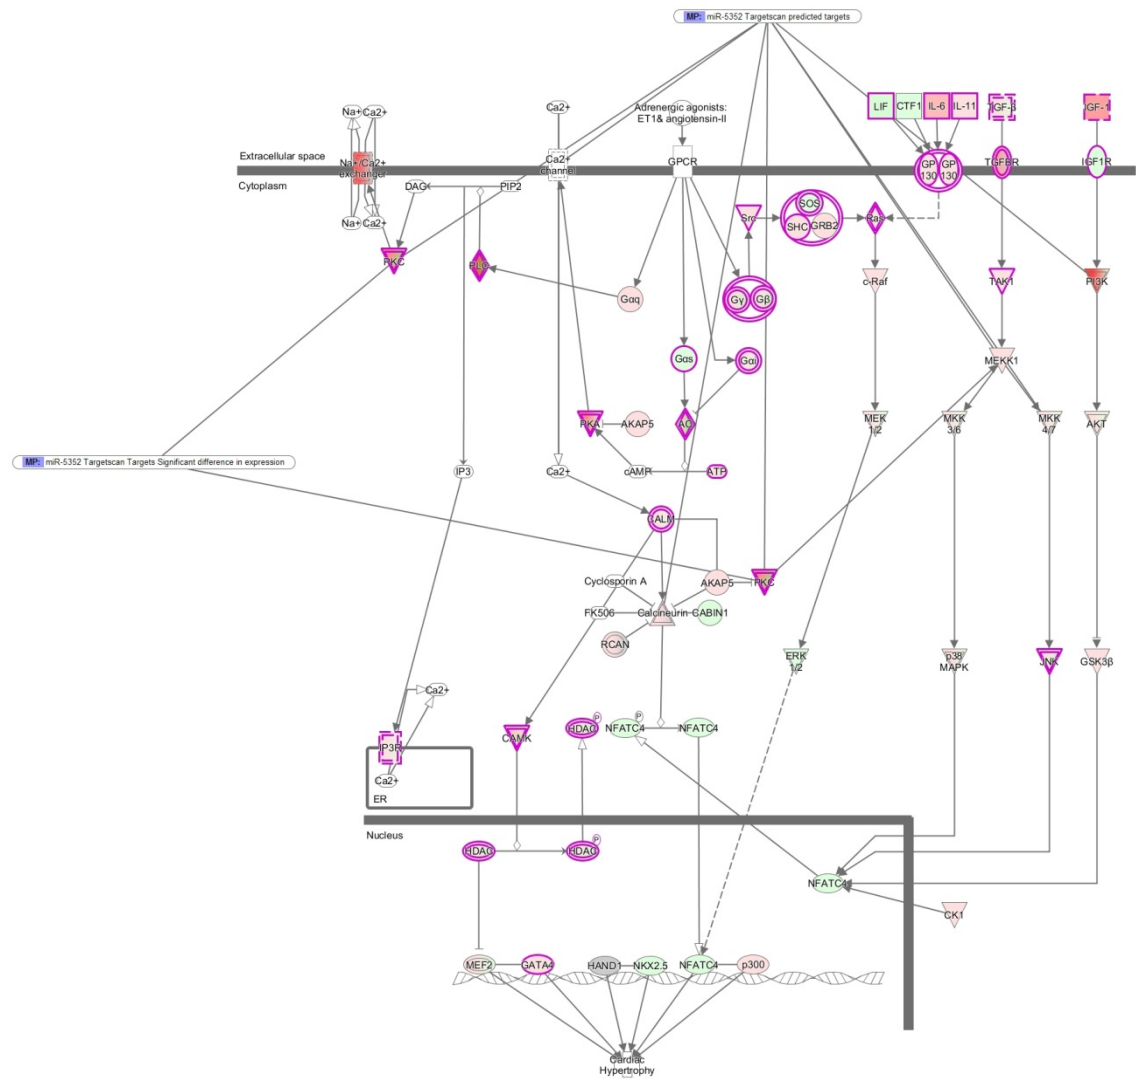 MP: miR-5352 Targetscan predicted targets
Na+ Ca2+
Ca2+
Adrenergic agonists:
ET1& angiotensin-II
LIF CTF1 IL-6 IL-11 TGF-β IGF-1
Extracellular space
Na+/Ca2+
exchanger
Ca2+
channel
GPCR
GP
130
GP
130
TGFBR
IGF1R
Cytoplasm
DAG PIP2
Na+ Ca2+
SOS
SHC GRB2
Src
Ras
PKC PLC
Gαq
Gγ Gβ
c-Raf TAK1 PI3K
Gαs Gαi
MEKK1
PKA AKAP5 AC
MEK
1/2
MKK
3/6
MKK
4/7
AKT
MP: miR-5352 Targetscan Targets Significant difference in expression
IP3 Ca2+ cAMP ATP
CALM
Cyclosporin A AKAP5 PKC
FK506 Calcineurin CABIN1
RCAN
ERK
1/2
p38
MAPK
JNK GSK3β
Ca2+
P P
HDAC NFATC4 NFATC4
CAMK
IP3R
Ca2+
ER
Nucleus
P
HDAC HDAC
NFATC4
CK1
MEF2 GATA4 HAND1 NKX2.5 NFATC4 p300
Cardiac
Hypertrophy